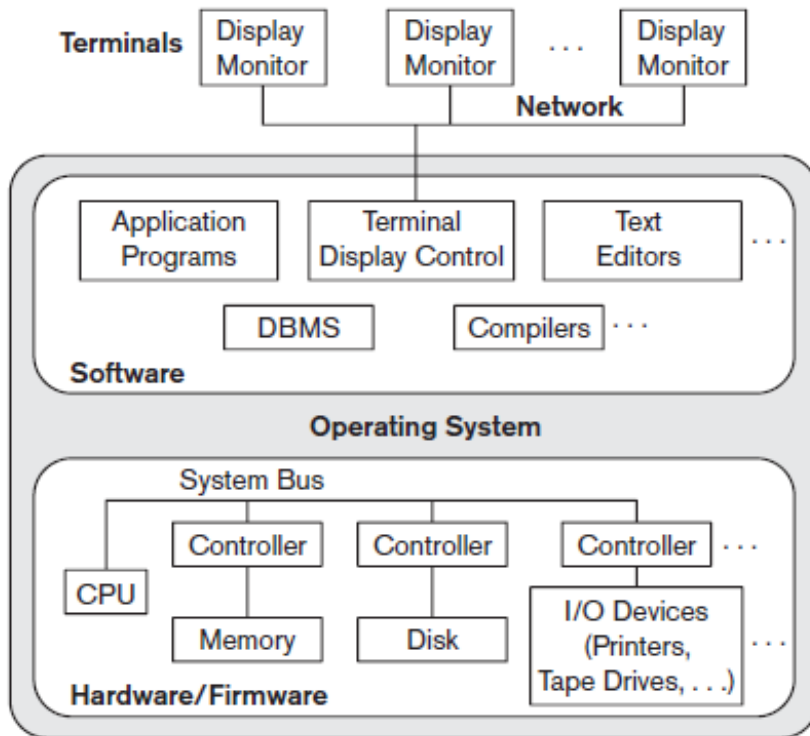 Terminals
Display
Monitor
Display
Monitor
. . .
Display
Monitor
Network
Application
Programs
Terminal
Display Control
Text
Editors
. . .
DBMS
Compilers
. . .
Software
Operating System
System Bus
CPU
Controller
Controller
Controller
. . .
Memory
Disk
I/O Devices
(Printers,
Tape Drives, . . .)
. . .
Hardware/Firmware